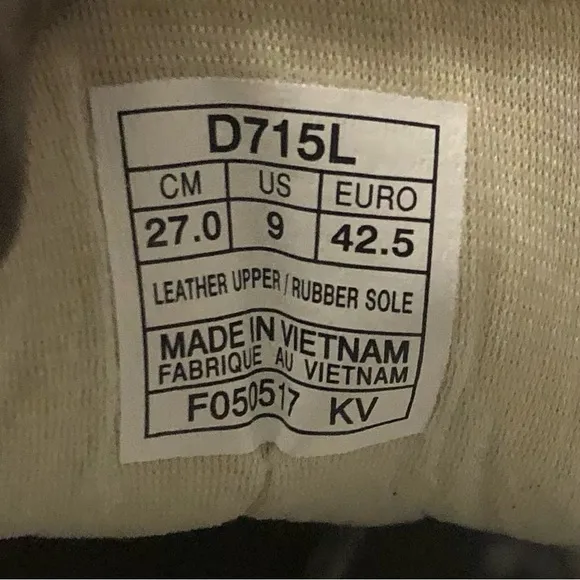 D715L
CM US EURO
27.0 9 42.5
LEATHER UPPER / RUBBER SOLE
MADE IN VIETNAM
FABRIQUE AU VIETNAM
FO50517 KV